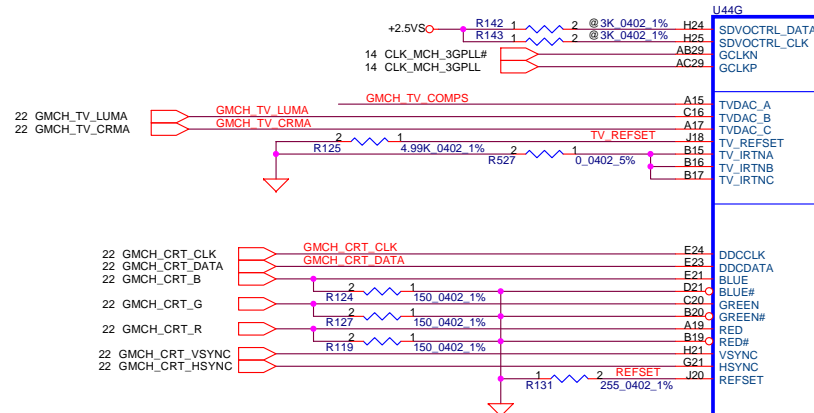 U44G
+2.5VS R142 1 2 @3K_0402_1% H24 SDVOCTRL_DATA
R143 1 2 @3K_0402_1% H25 SDVOCTRL_CLK
14 CLK_MCH_3GPLL# AB29 GCLKN
14 CLK_MCH_3GPLL AC29 GCLKP
GMCH_TV_COMPS A15 TVDAC_A
22 GMCH_TV_LUMA GMCH_TV_LUMA C16 TVDAC_B
22 GMCH_TV_CRMA GMCH_TV_CRMA A17 TVDAC_C
2 1 TV_REFSET J18 TV_REFSET
R125 4.99K_0402_1% 2 1 B15 TV_IRTNA
R527 0_0402_5% B16 TV_IRTNB
B17 TV_IRTNC
22 GMCH_CRT_CLK GMCH_CRT_CLK E24 DDCCLK
22 GMCH_CRT_DATA GMCH_CRT_DATA E23 DDCDATA
22 GMCH_CRT_B E21 BLUE
2 1 D21 BLUE#
R124 150_0402_1%
22 GMCH_CRT_G C20 GREEN
2 1 B20 GREEN#
R127 150_0402_1%
22 GMCH_CRT_R A19 RED
2 1 B19 RED#
R119 150_0402_1%
22 GMCH_CRT_VSYNC H21 VSYNC
22 GMCH_CRT_HSYNC G21 HSYNC
1 2 REFSET J20 REFSET
R131 255_0402_1%